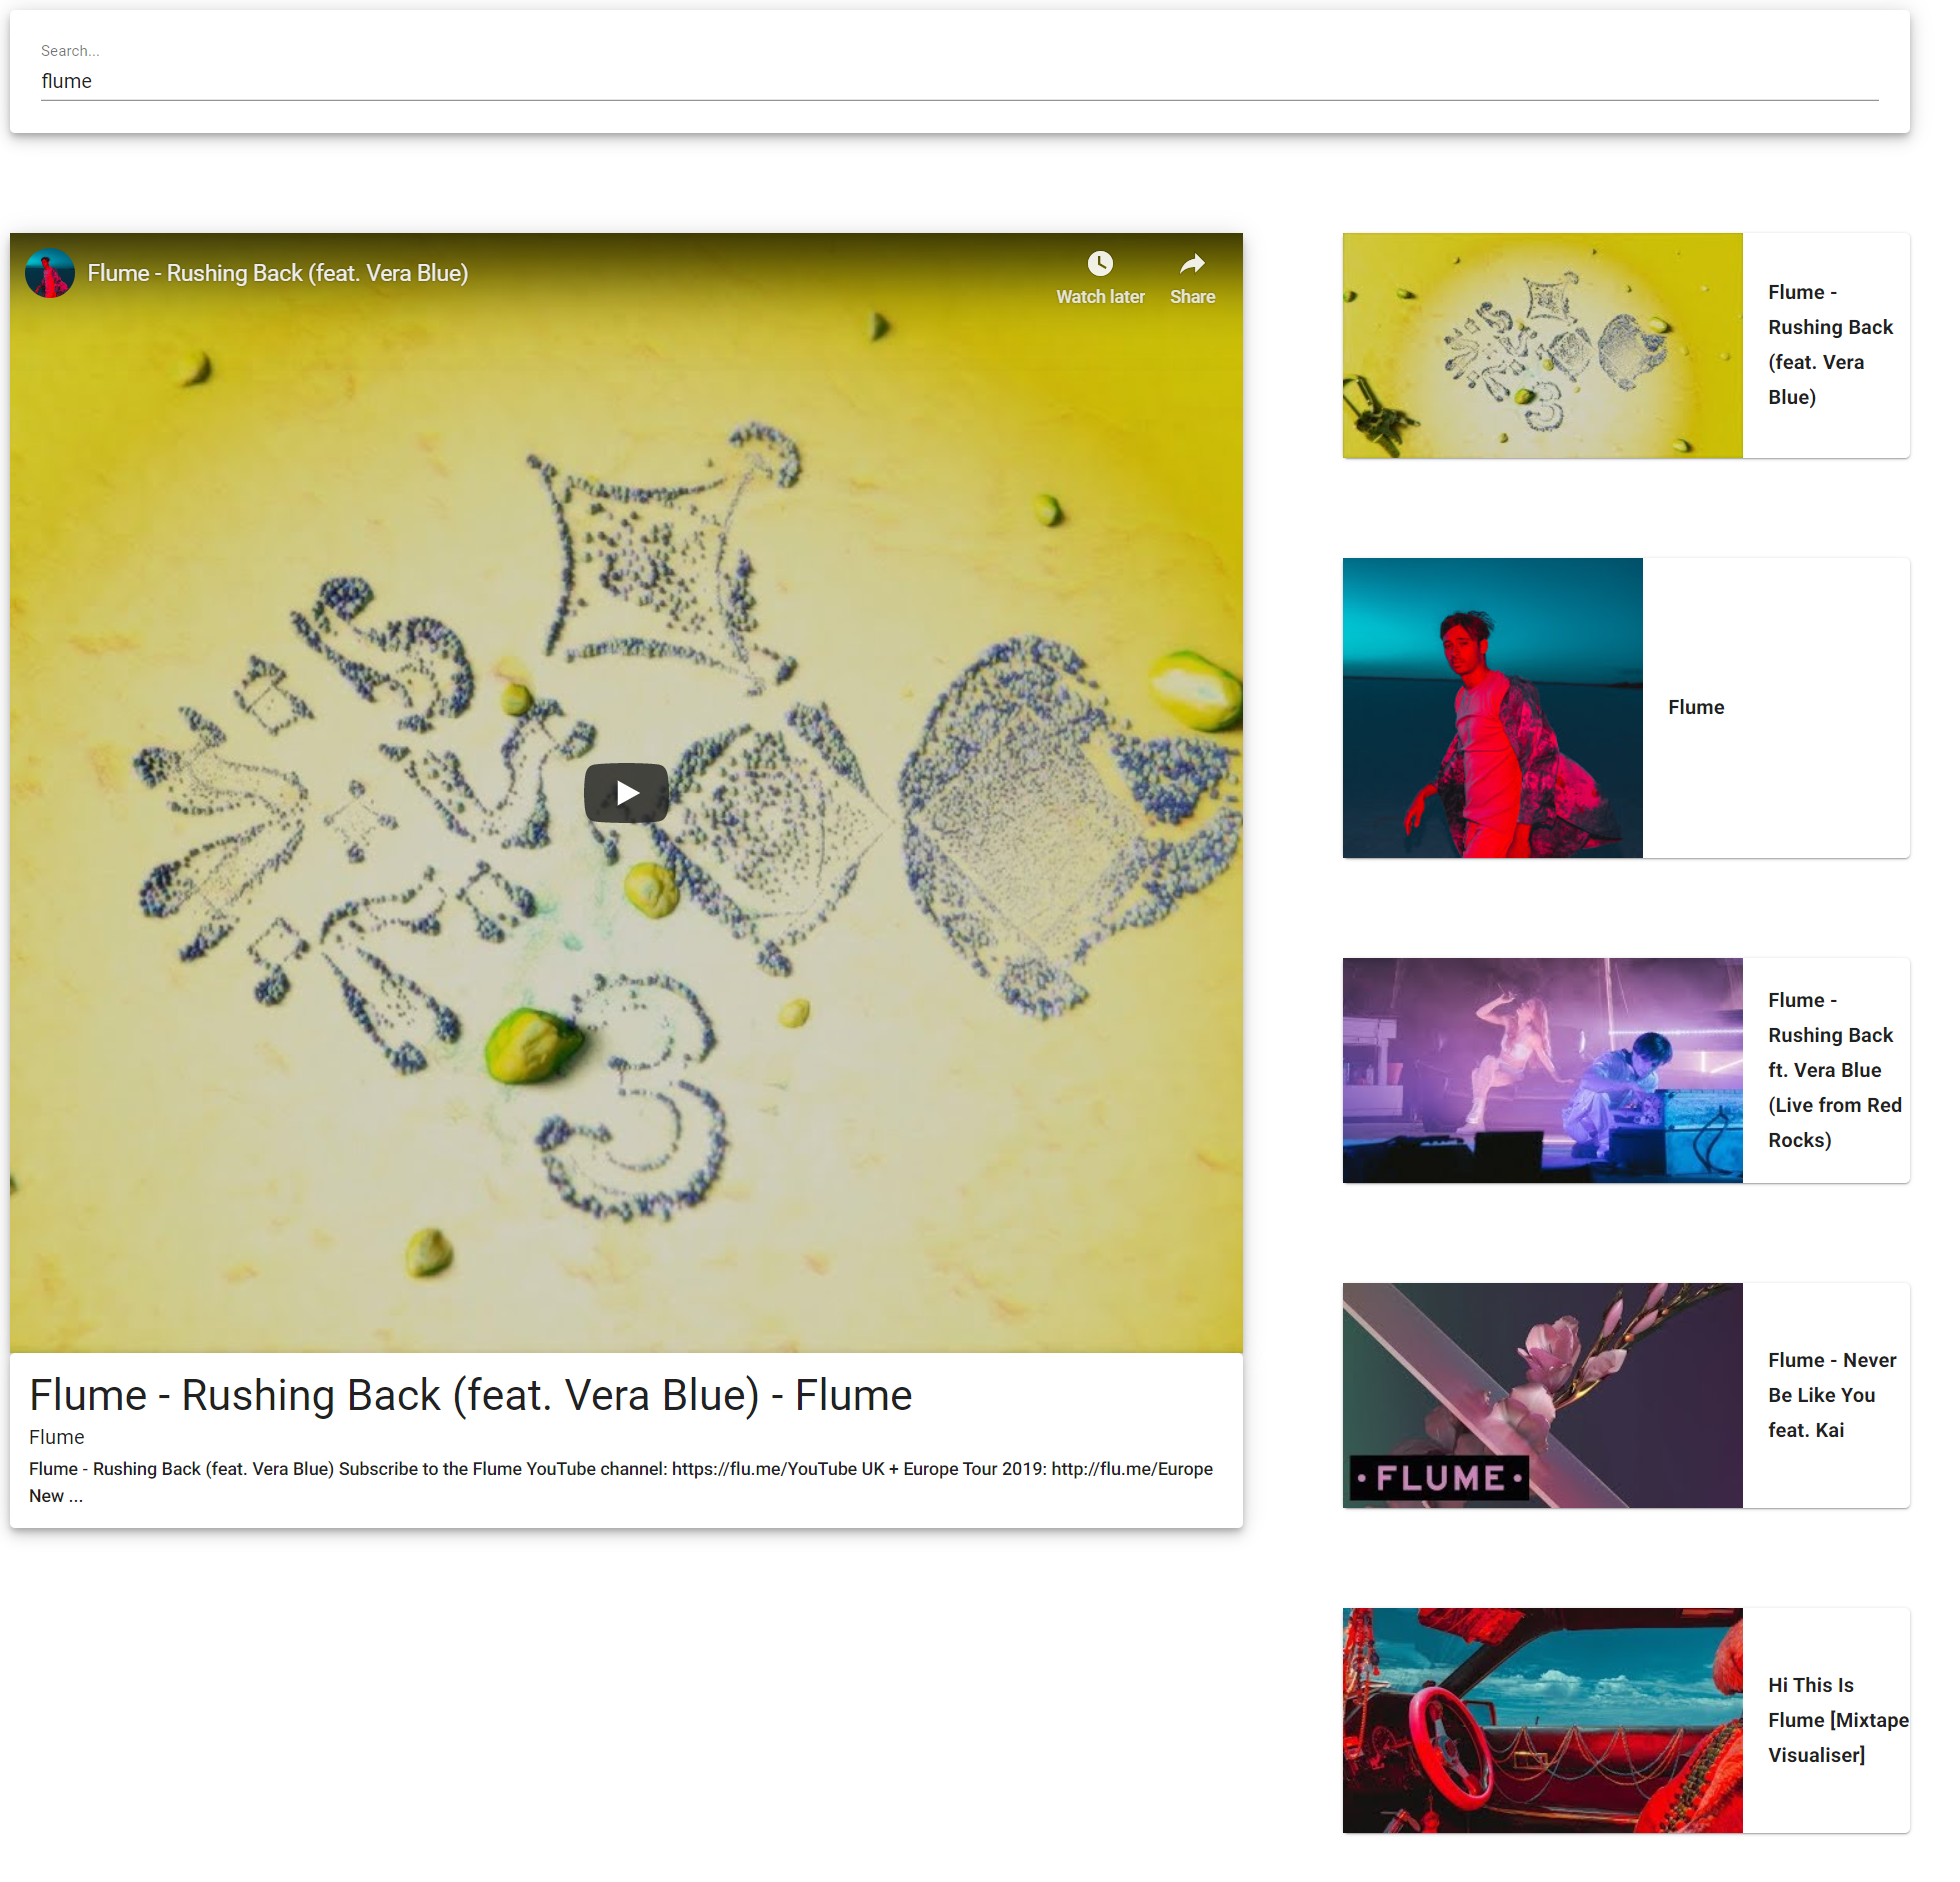 Search...
flume
Flume - Rushing Back (feat. Vera Blue)
Watch later
Share
Flume - Rushing Back (feat. Vera Blue) - Flume
Flume
Flume - Rushing Back (feat. Vera Blue) Subscribe to the Flume YouTube channel: https://flu.me/YouTube UK + Europe Tour 2019: http://flu.me/Europe
New ...
Flume -
Rushing Back
(feat. Vera
Blue)
Flume
Flume -
Rushing Back
ft. Vera Blue
(Live from Red
Rocks)
· FLUME ·
Flume - Never
Be Like You
feat. Kai
Hi This Is
Flume [Mixtape
Visualiser]